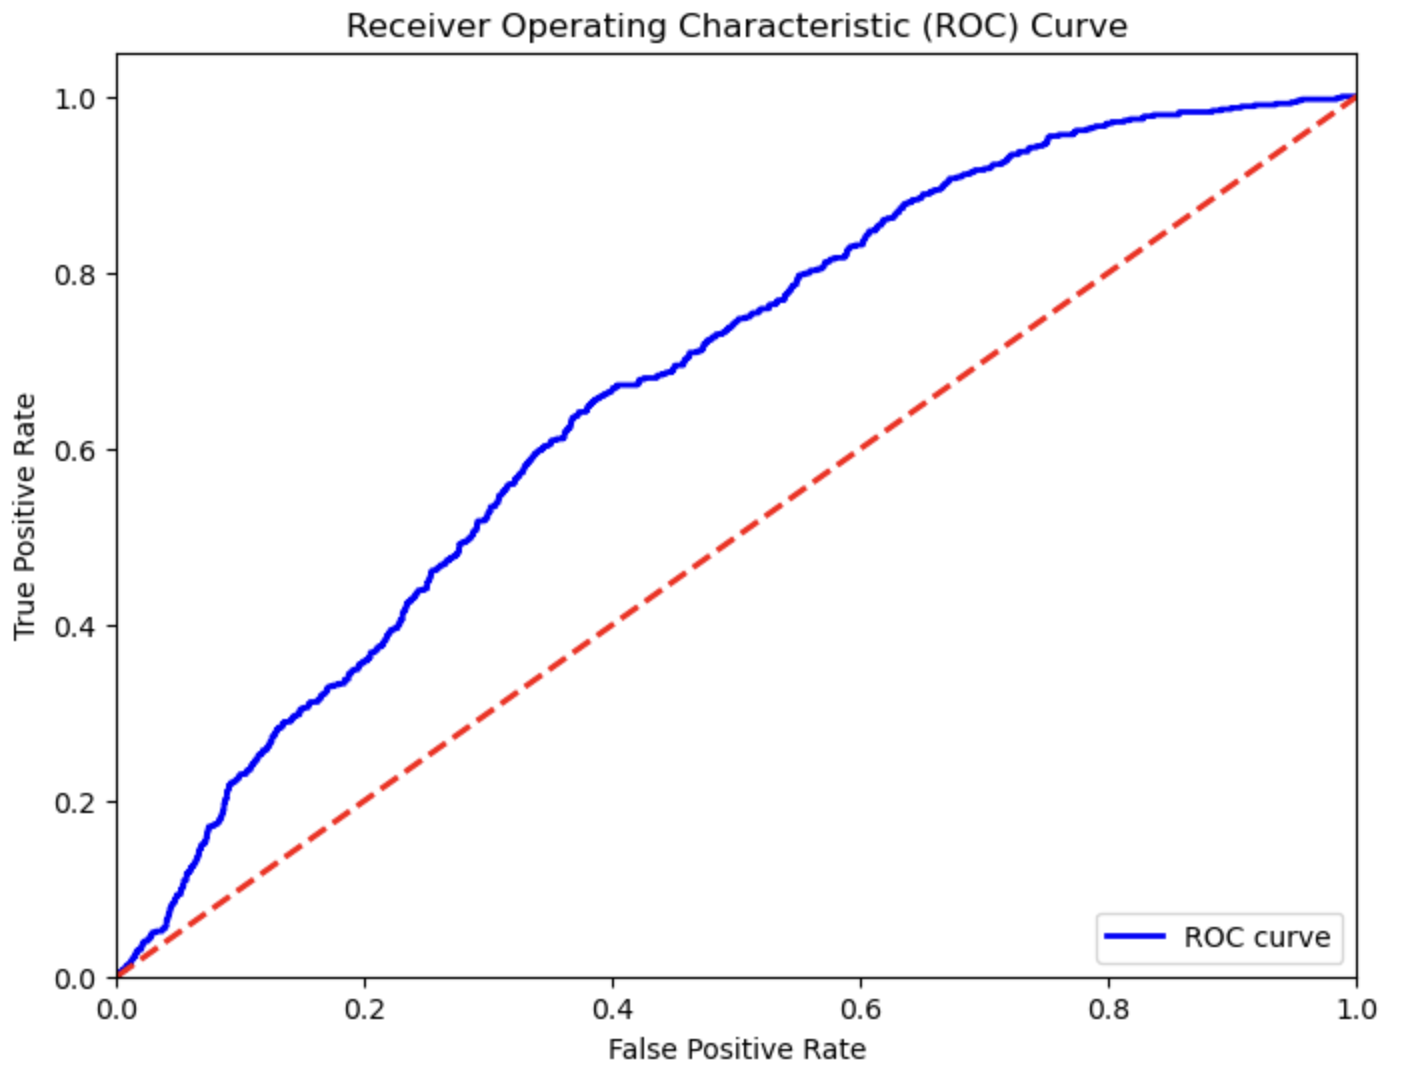 Receiver Operating Characteristic (ROC) Curve
1.0
0.8
0.6
0.4
0.2
0.0
True Positive Rate
ROC curve
0.0 0.2 0.4 0.6 0.8 1.0
False Positive Rate